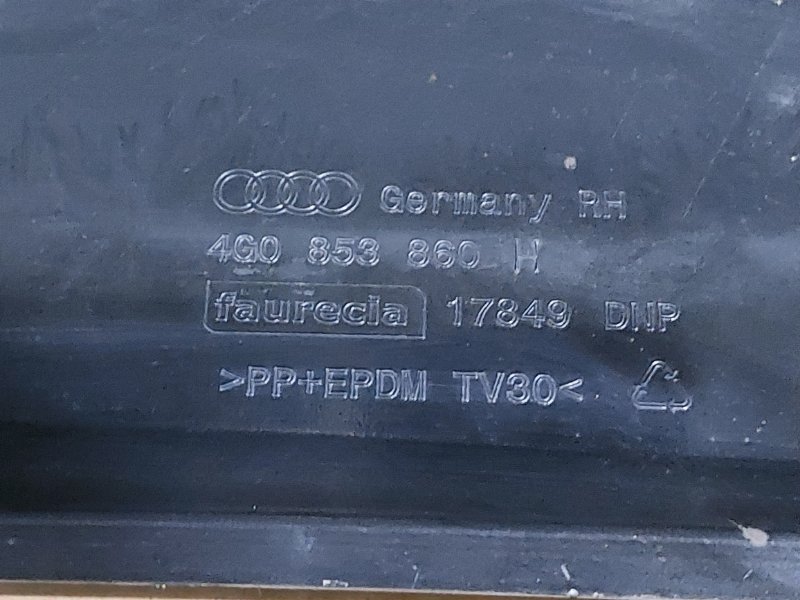 Germany RH
4G0 853 860 H
faurecia 17849 DNP
>PP+EPDM TV30<